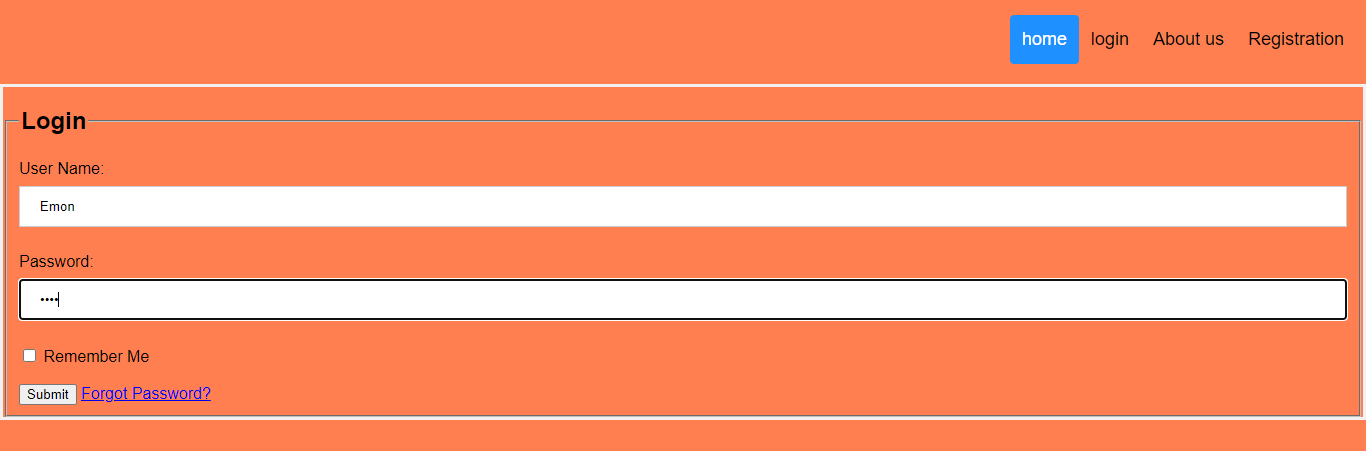 home login About us Registration
Login
User Name:
Emon
Password:
••••
Remember Me
Submit Forgot Password?